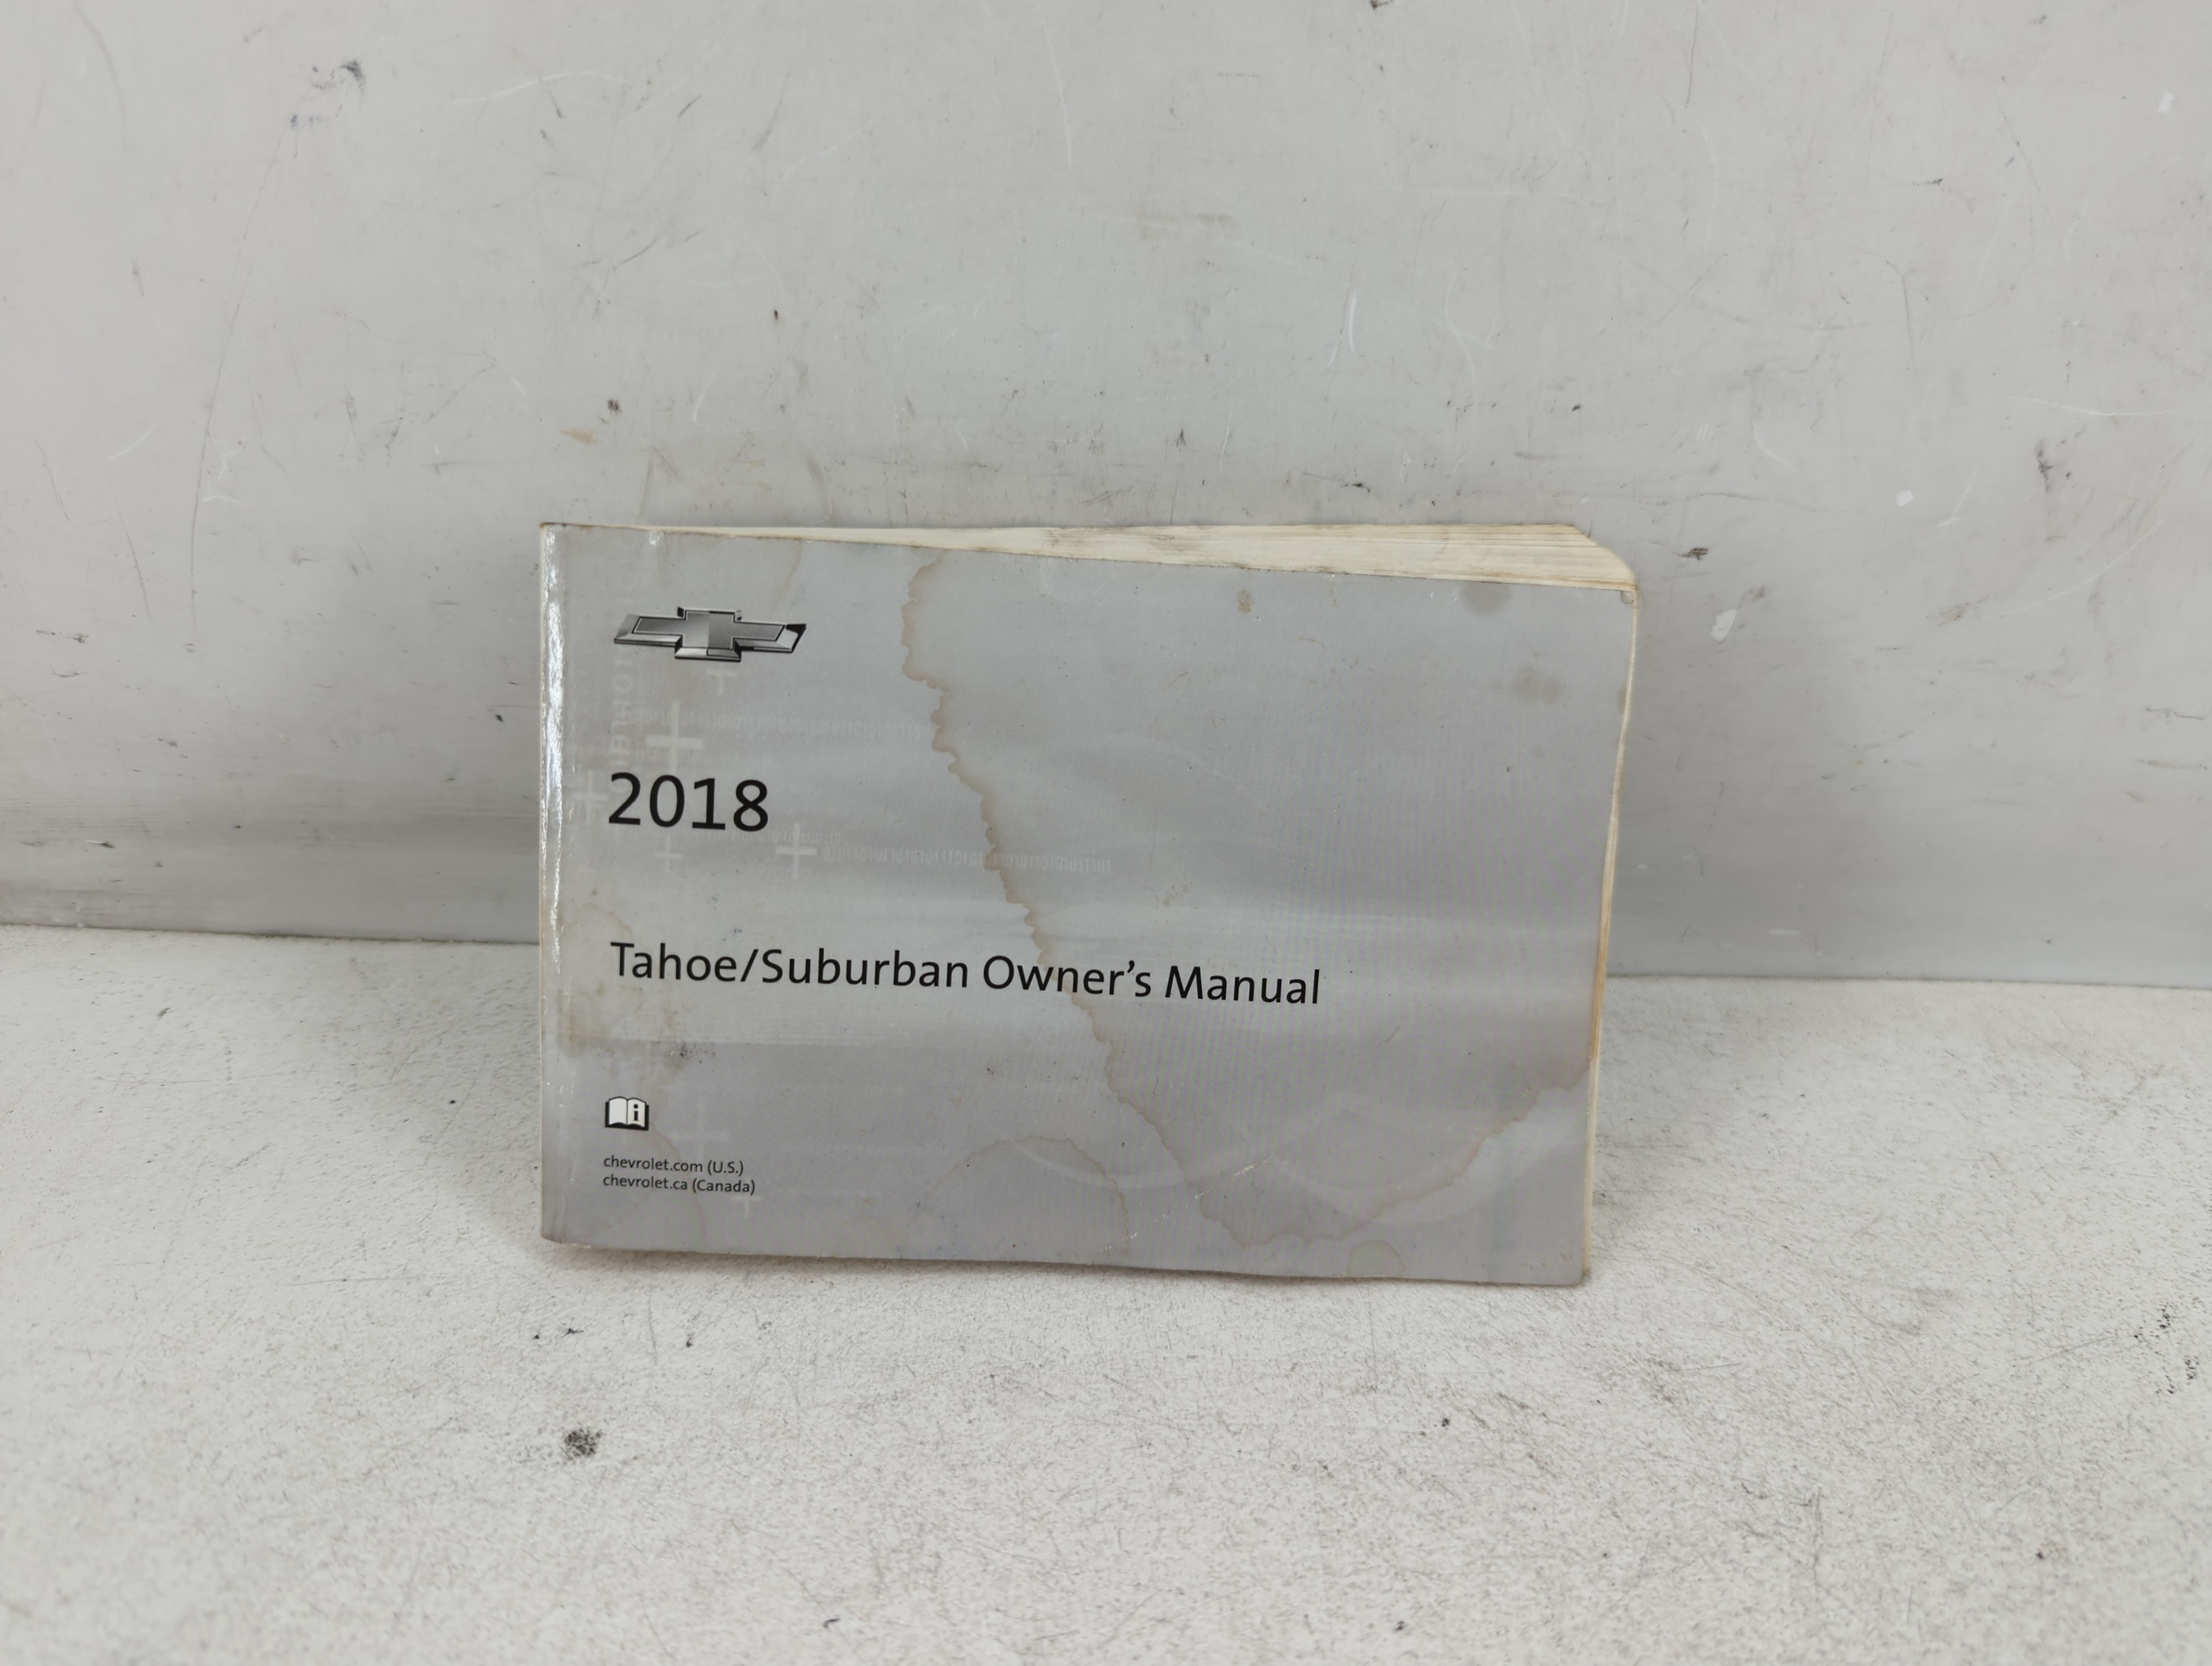 2018
Tahoe/Suburban Owner’s Manual
chevrolet.com (U.S.)
chevrolet.ca (Canada)